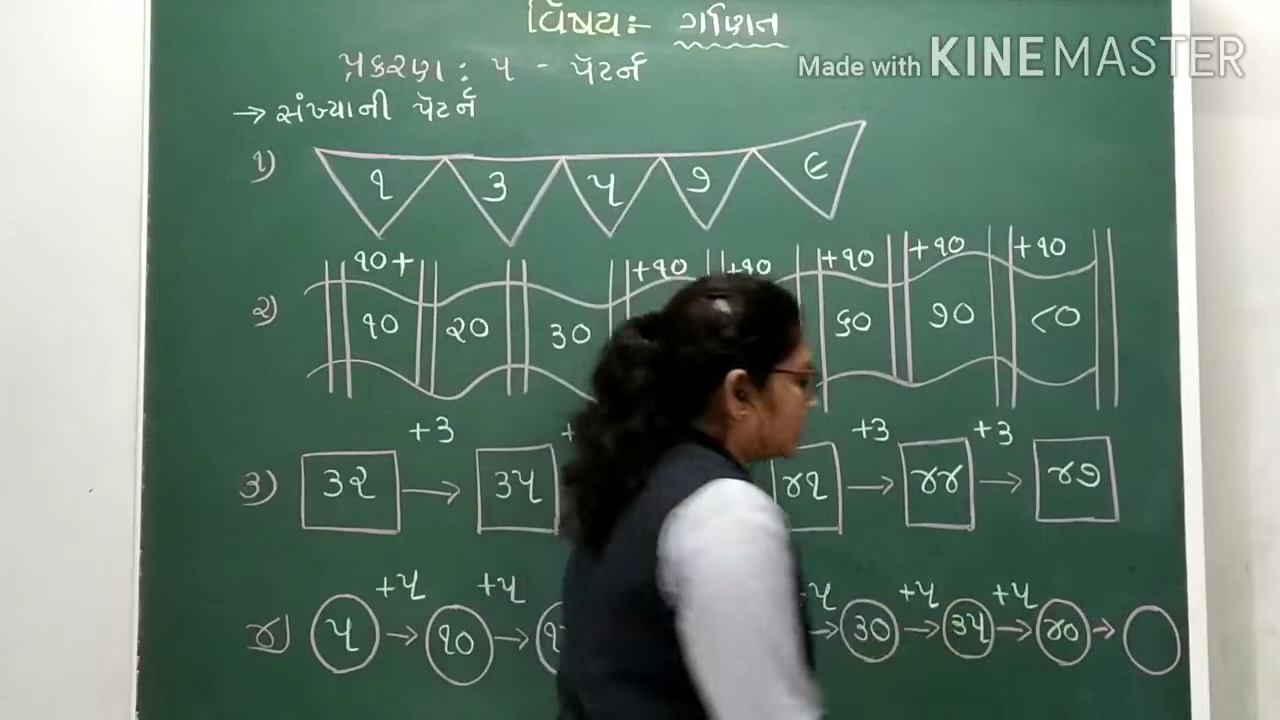 વિષય:- ગણિત
Made with KINEMASTER
પ્રકરણ : ૫ - પૅટર્ન
→ સંખ્યાની પૅટર્ન
૧) ૧ ૩ ૫ ૭ ૯
૧૦+ +૧૦ +૧૦ +૧૦ +૧૦ +૧૦
૨) ૧૦ ૨૦ ૩૦ ૬૦ ૭૦ ૮૦
+૩ +૩ +૩
૩) ૩૨ → ૩૫ ૪૧ → ૪૪ → ૪૭
+૫ +૫ +૫ +૫ +૫
૪) ૫ → ૧૦ → → ૩૦ → ૩૫ → ૪૦ →